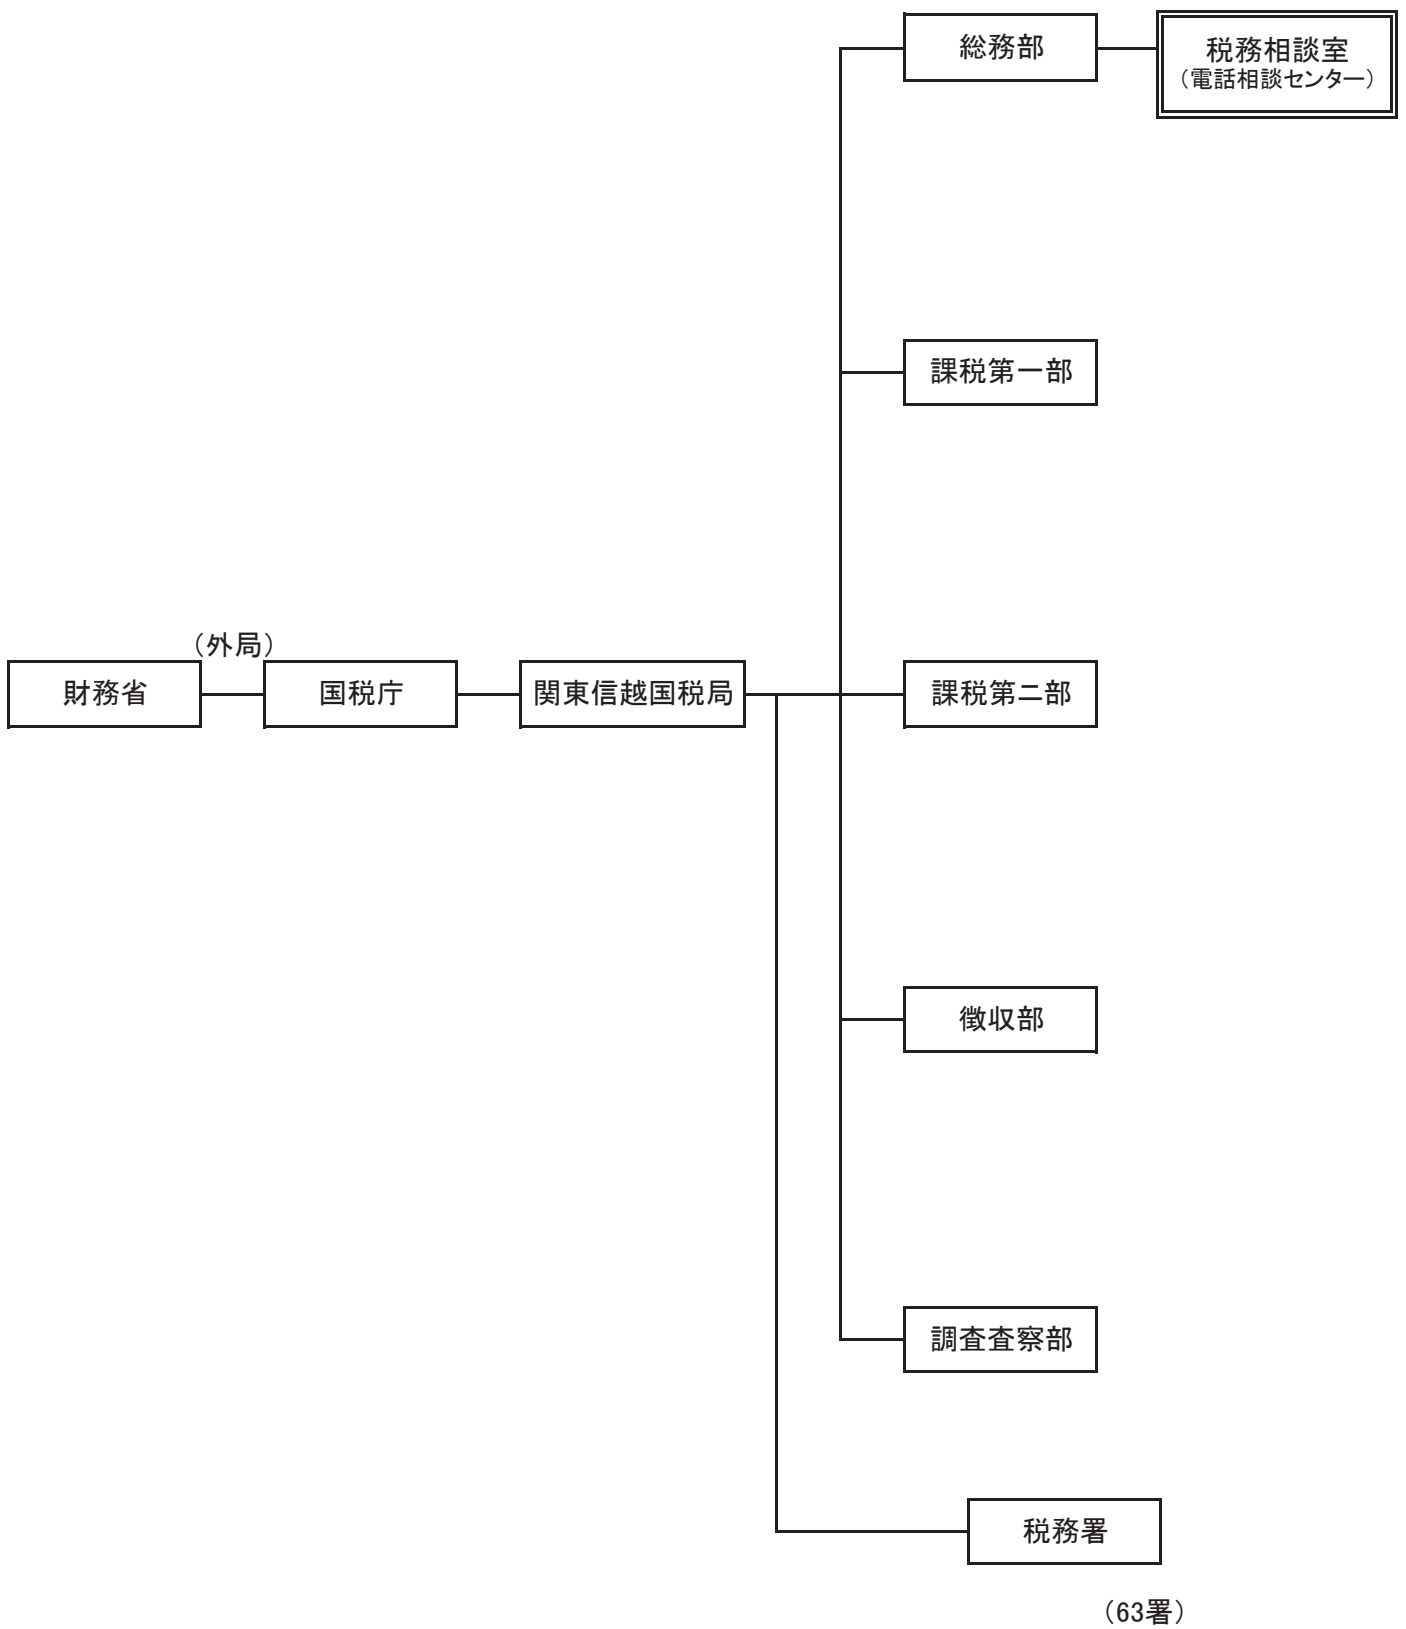 総務部
税務相談室
（電話相談センター）
課税第一部
（外局）
財務省
国税庁
関東信越国税局
課税第二部
徴収部
調査査察部
税務署
（63署）